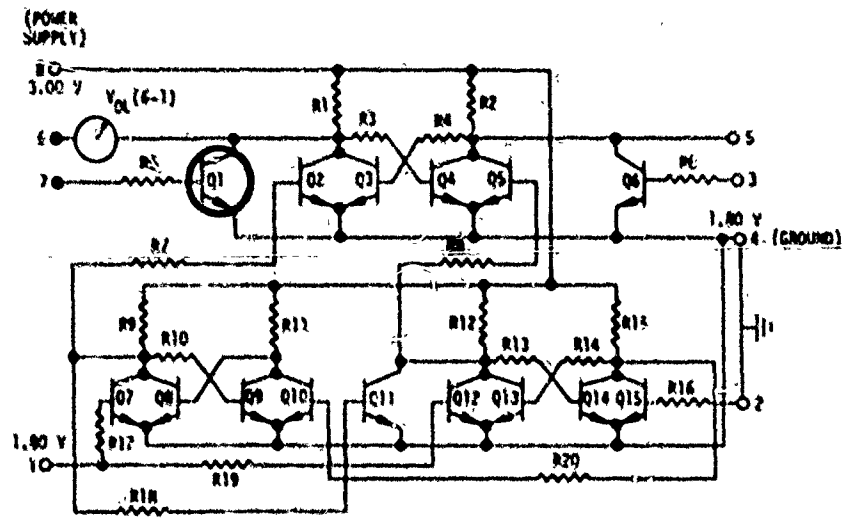 (POWER
SUPPLY)
8
3.00 V
V_OL(6-1)
R1
R3
R4
R2
6
5
R5
7
Q1
Q2
Q3
Q4
Q5
Q6
R6
3
1.80 V
4 (GROUND)
R7
R9
R10
R11
R12
R13
R14
R15
R16
Q7
Q8
Q9
Q10
Q11
Q12
Q13
Q14
Q15
2
R17
1.80 V
1
R19
R20
R18